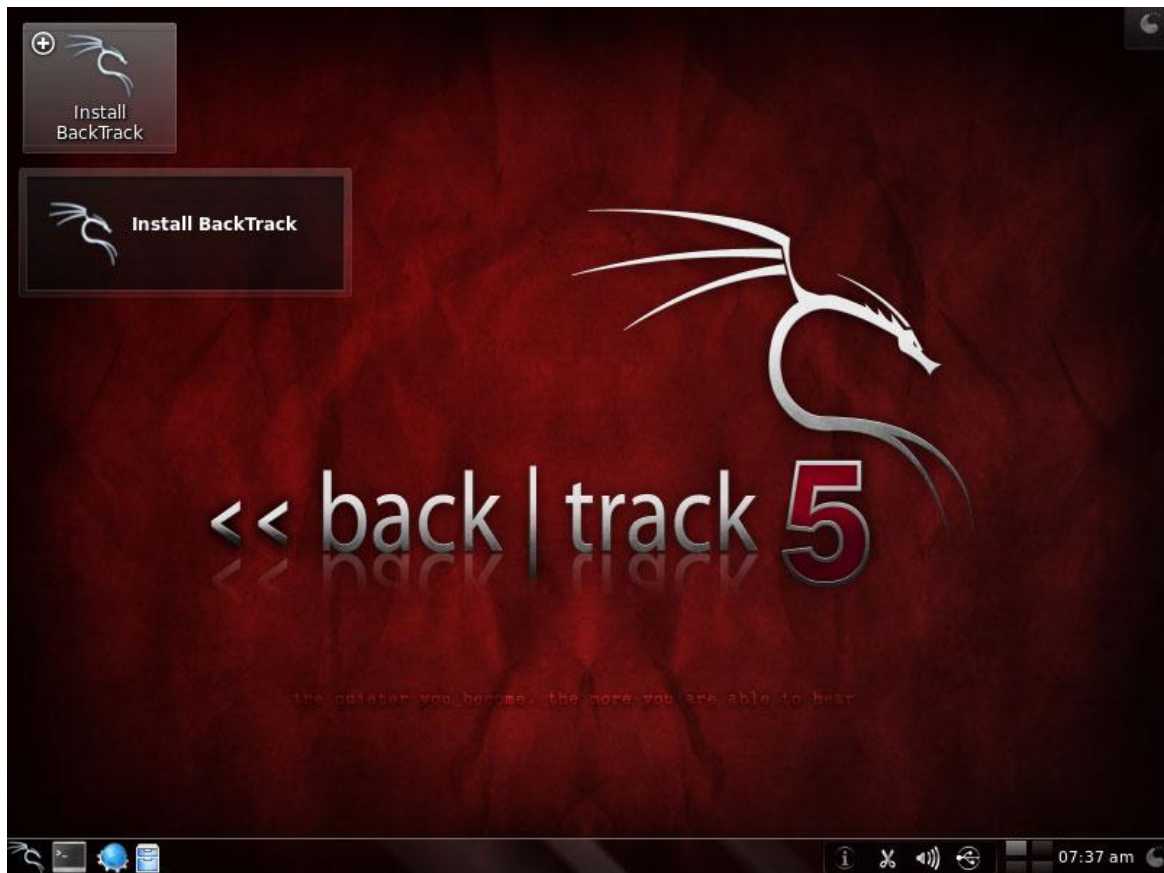 Install
BackTrack
Install BackTrack
<< back | track 5
the quieter you become, the more you are able to hear
07:37 am